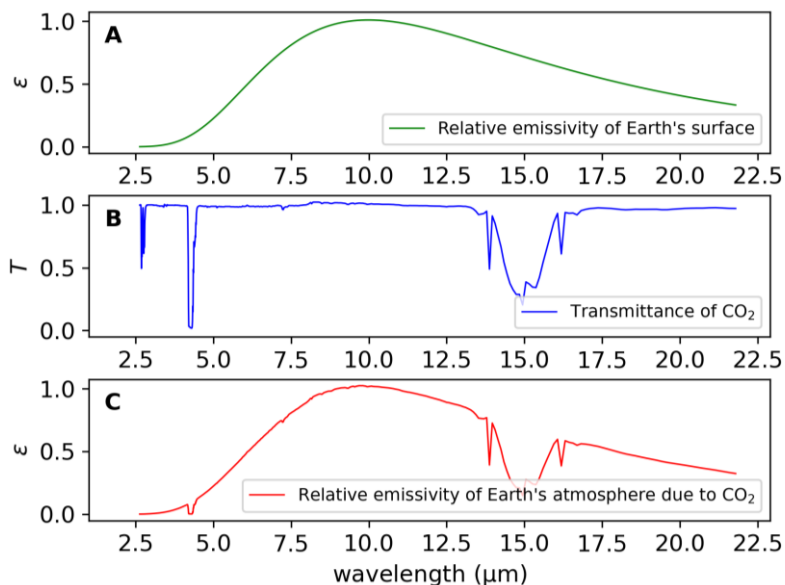 A
ε
1.0
0.5
0.0
Relative emissivity of Earth's surface
2.5 5.0 7.5 10.0 12.5 15.0 17.5 20.0 22.5
B
T
1.0
0.5
0.0
Transmittance of CO₂
2.5 5.0 7.5 10.0 12.5 15.0 17.5 20.0 22.5
C
ε
1.0
0.5
0.0
Relative emissivity of Earth's atmosphere due to CO₂
2.5 5.0 7.5 10.0 12.5 15.0 17.5 20.0 22.5
wavelength (μm)